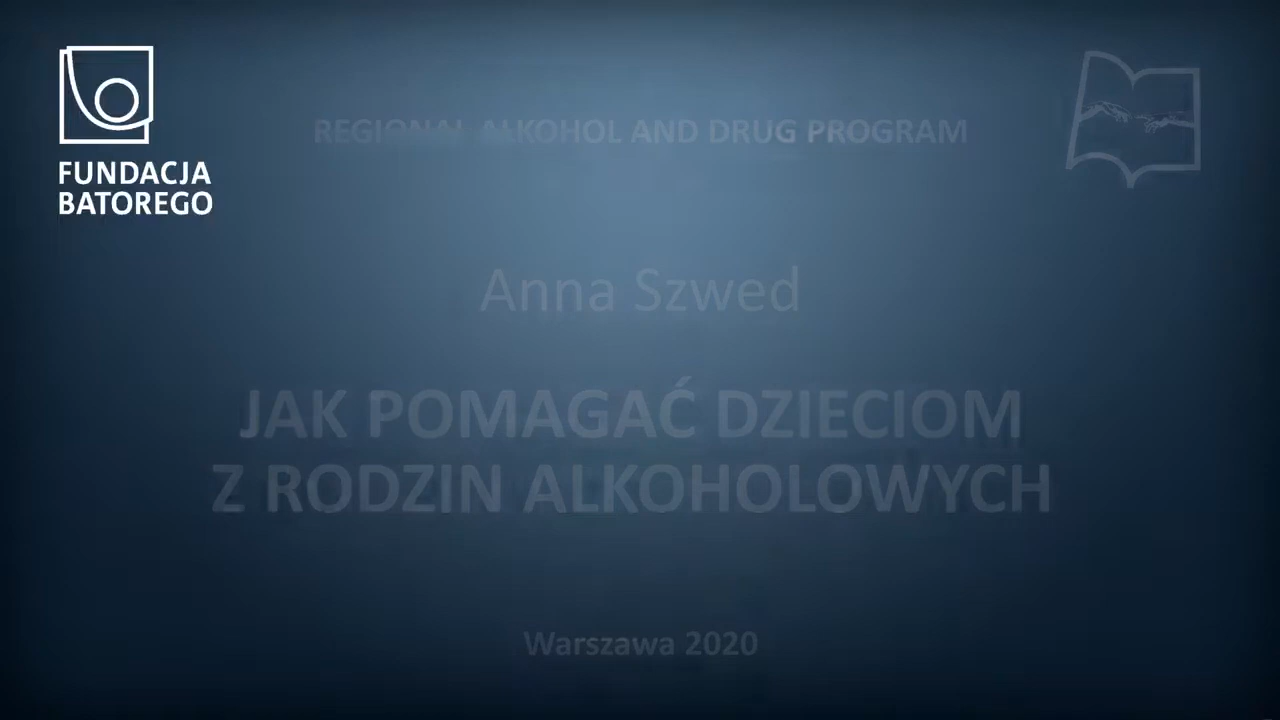 FUNDACJA
BATOREGO
REGIONAL ALKOHOL AND DRUG PROGRAM
Anna Szwed
JAK POMAGAĆ DZIECIOM
Z RODZIN ALKOHOLOWYCH
Warszawa 2020